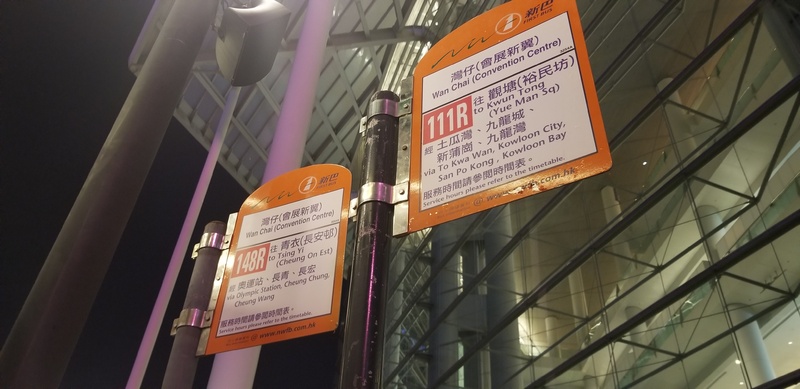 新巴
FIRST BUS
灣仔(會展新翼)
Wan Chai (Convention Centre)
111R
往 觀塘(裕民坊)
to Kwun Tong
(Yue Man Sq)
經 土瓜灣、九龍城、
新蒲崗、九龍灣
via To Kwa Wan, Kowloon City,
San Po Kong , Kowloon Bay
服務時間請參閱時間表。
Service hours please refer to the timetable.
新巴
灣仔(會展新翼)
Wan Chai (Convention Centre)
148R
往 青衣(長安邨)
to Tsing Yi
(Cheung On Est)
經 奧運站、長青、長宏
via Olympic Station, Cheung Chung,
Cheung Wang
服務時間請參閱時間表。
Service hours please refer to the timetable.
www.nwfb.com.hk